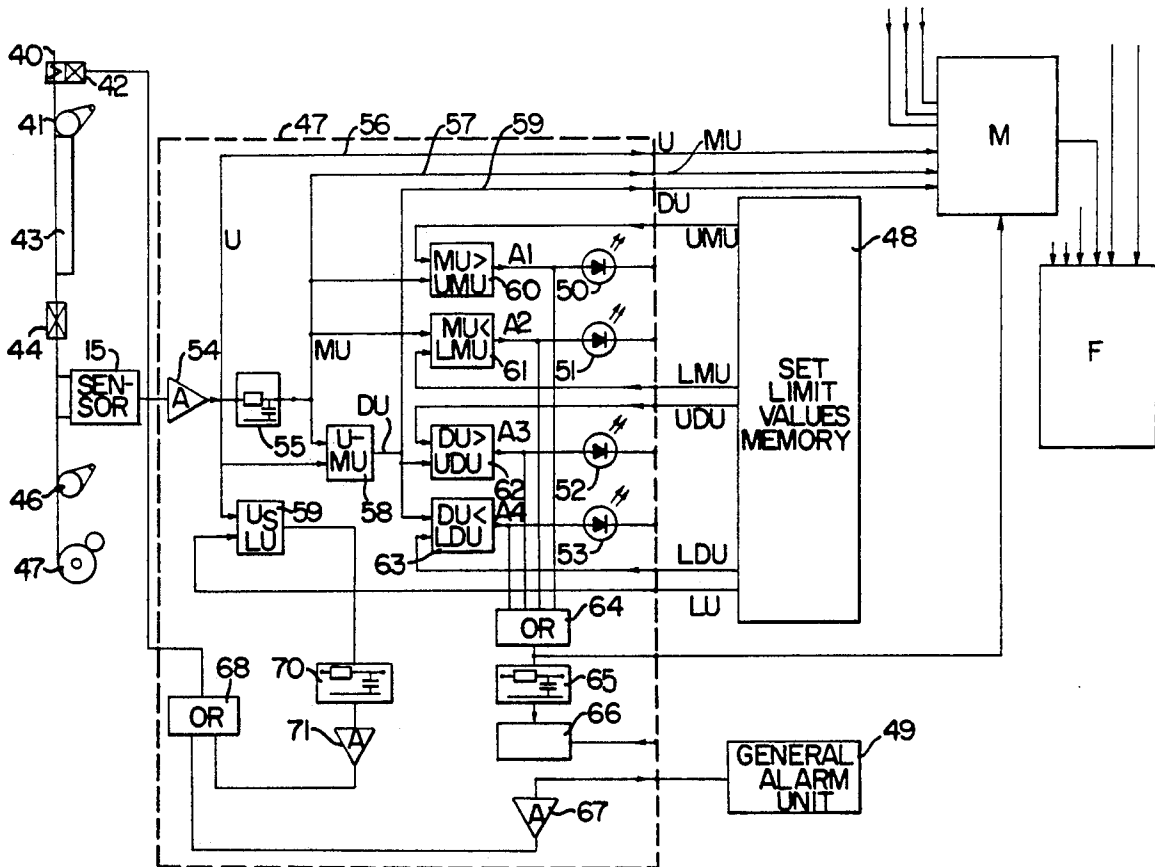 40
42
41
43
44
15
SEN-
SOR
46
47
47
56
57
59
U
MU
DU
UMU
M
48
F
54
A
U
55
MU
MU>
UMU
60
A1
50
MU<
LMU
61
A2
51
LMU
UDU
SET
LIMIT
VALUES
MEMORY
U-
MU
58
DU
DU>
UDU
62
A3
52
DU<
LDU
63
A4
53
LDU
LU
US
LU
59
64
OR
65
66
70
71
A
68
OR
A
67
GENERAL
ALARM
UNIT
49